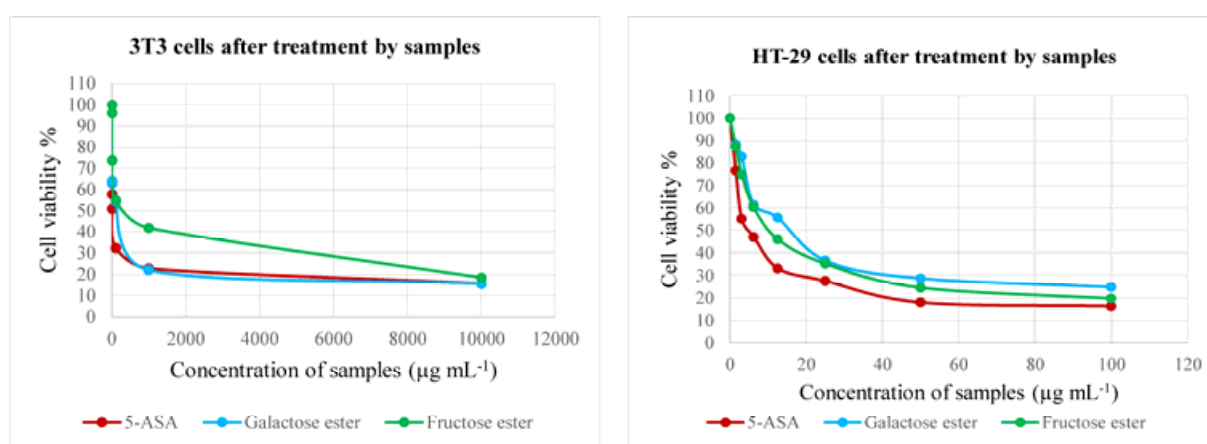 3T3 cells after treatment by samples
110
100
90
80
70
60
50
40
30
20
10
0
Cell viability %
0 2000 4000 6000 8000 10000 12000
Concentration of samples (µg mL⁻¹)
5-ASA Galactose ester Fructose ester
HT-29 cells after treatment by samples
110
100
90
80
70
60
50
40
30
20
10
0
Cell viability %
0 20 40 60 80 100 120
Concentration of samples (µg mL⁻¹)
5-ASA Galactose ester Fructose ester